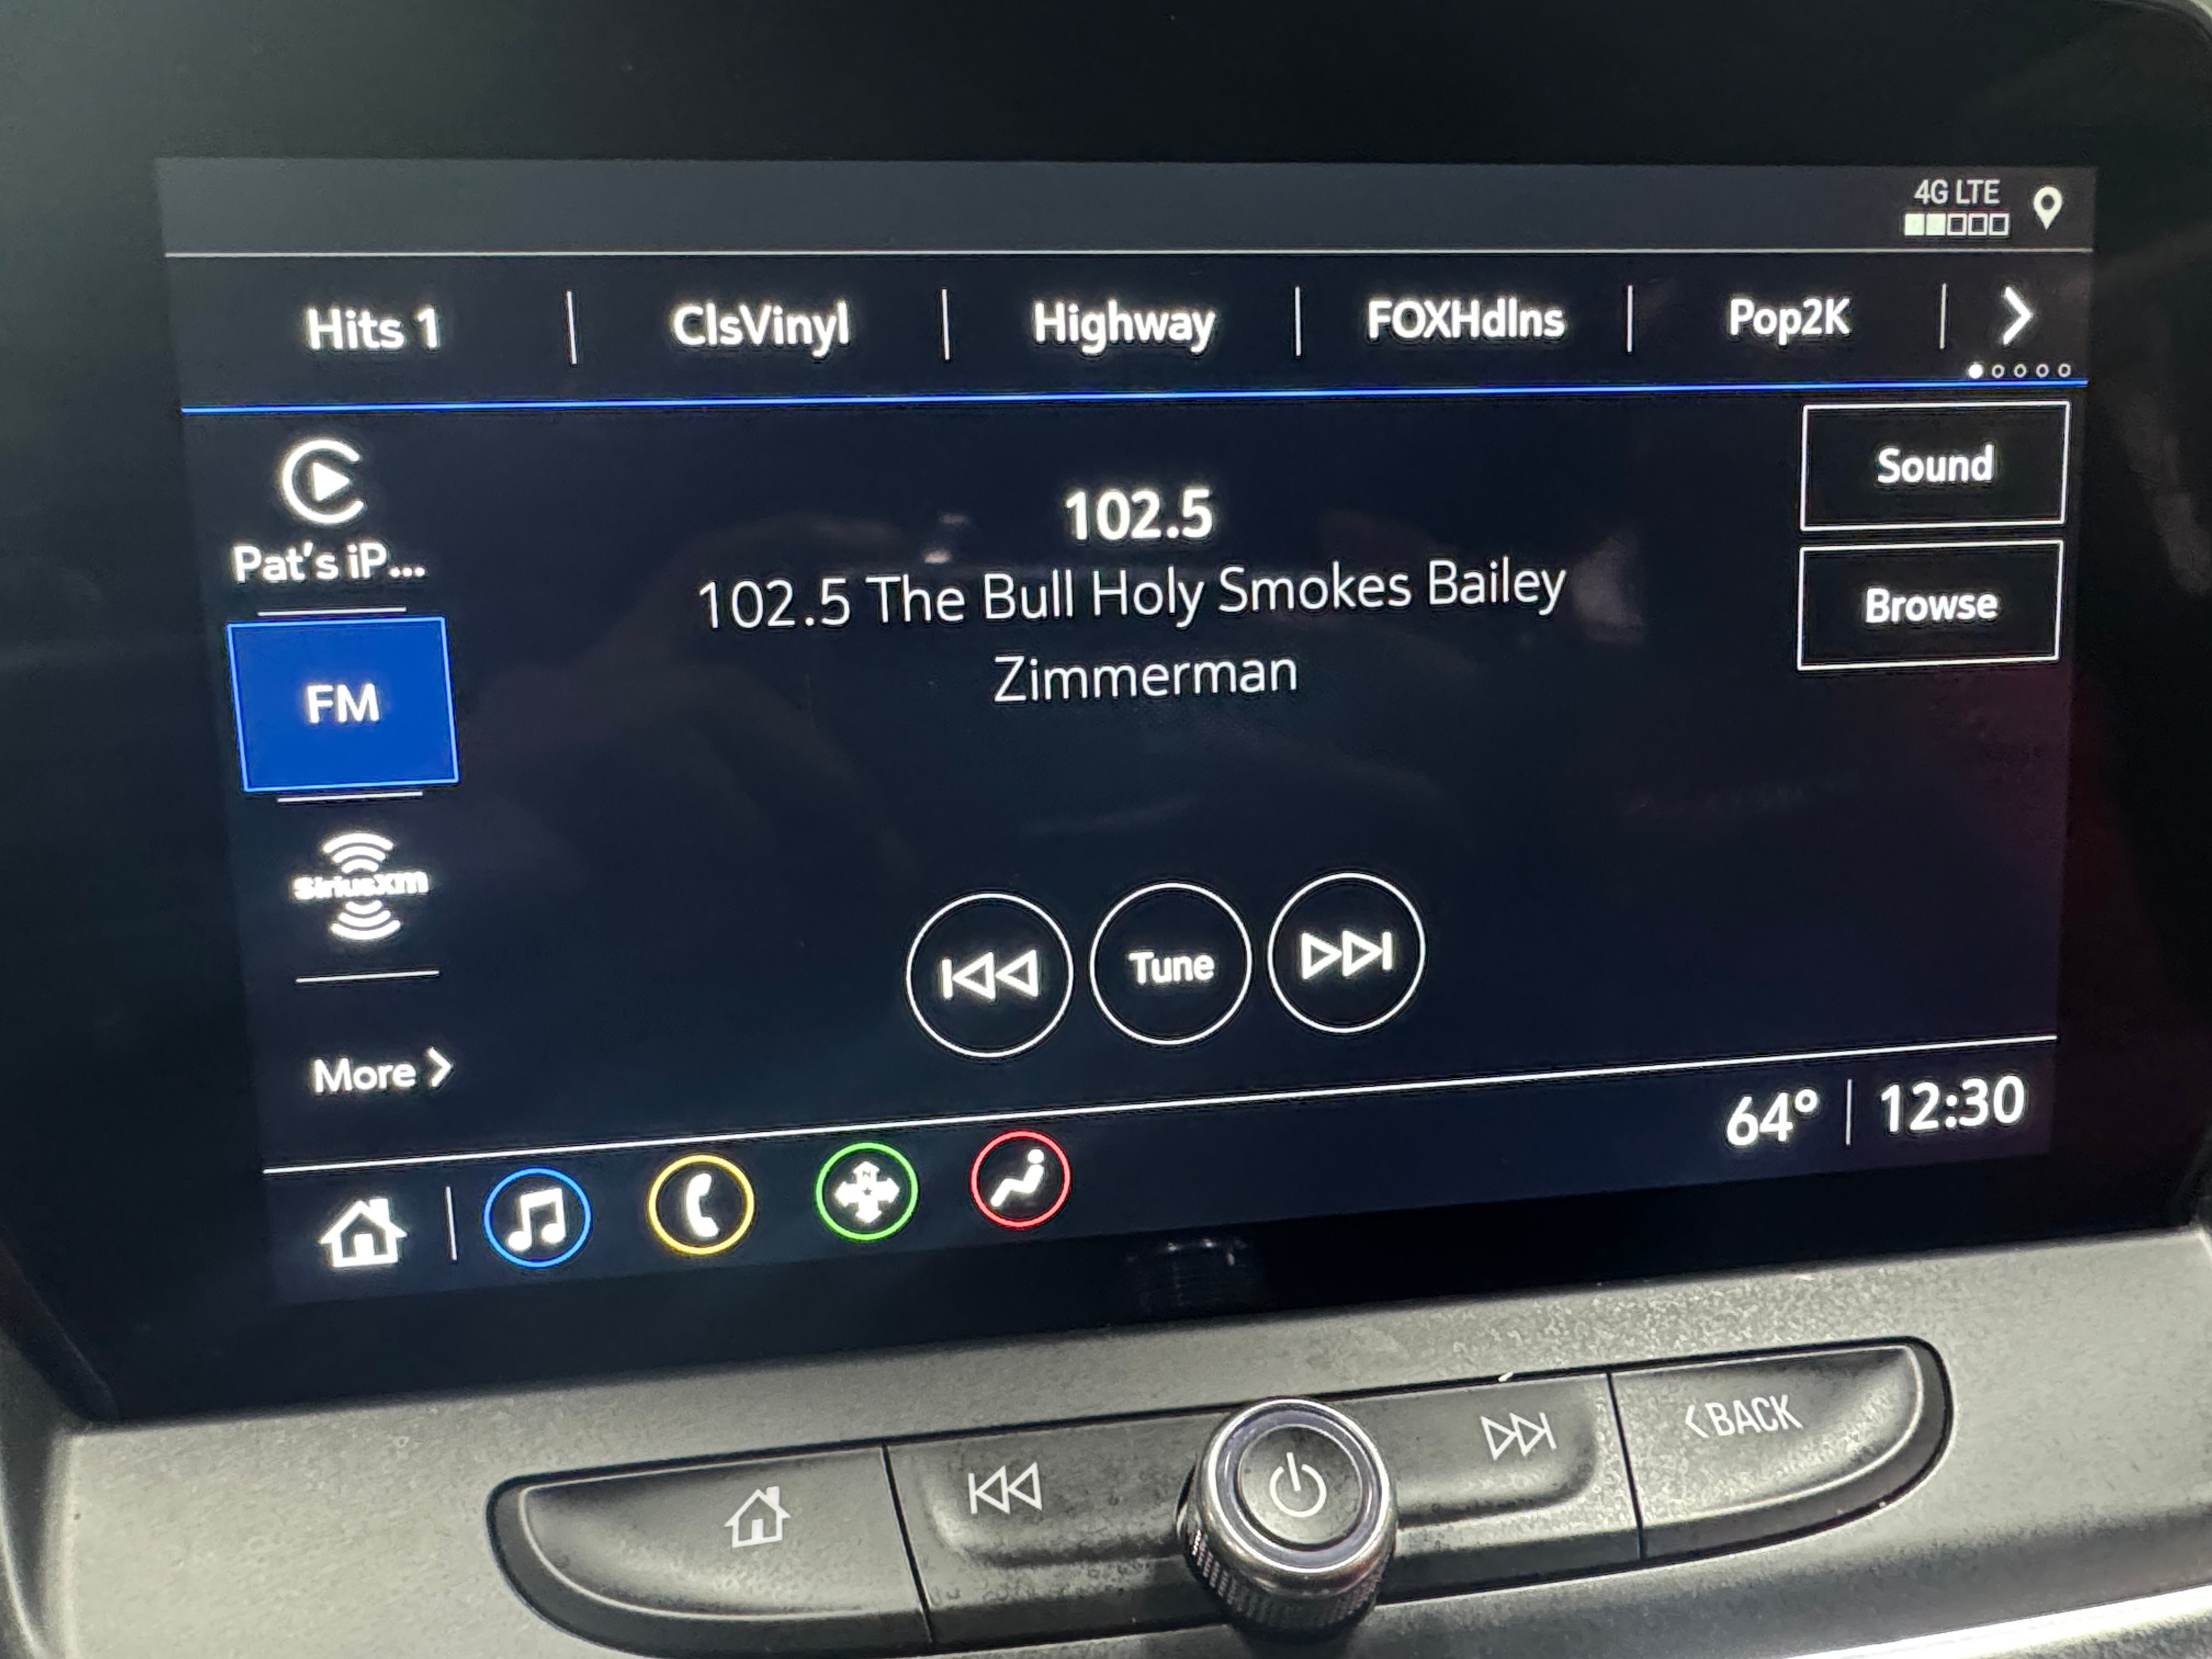 4G LTE
Hits 1 ClsVinyl Highway FOXHdlns Pop2K
Pat's iP...
FM
siriusxm
More
102.5
102.5 The Bull Holy Smokes Bailey
Zimmerman
Sound
Browse
Tune
64° 12:30
BACK